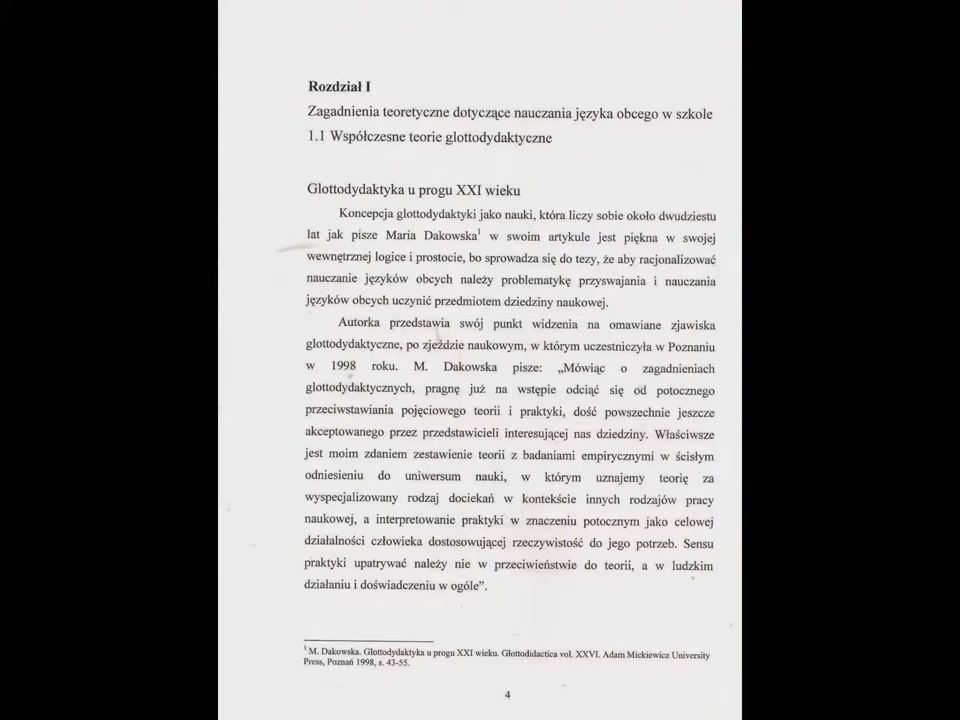 Rozdział I
Zagadnienia teoretyczne dotyczące nauczania języka obcego w szkole
1.1 Współczesne teorie glottodydaktyczne
Glottodydaktyka u progu XXI wieku
Koncepcja glottodydaktyki jako nauki, która liczy sobie około dwudziestu
lat jak pisze Maria Dakowska¹ w swoim artykule jest piękna w swojej
wewnętrznej logice i prostocie, bo sprowadza się do tezy, że aby racjonalizować
nauczanie języków obcych należy problematykę przyswajania i nauczania
języków obcych uczynić przedmiotem dziedziny naukowej.
Autorka przedstawia swój punkt widzenia na omawiane zjawiska
glottodydaktyczne, po zjeździe naukowym, w którym uczestniczyła w Poznaniu
w 1998 roku. M. Dakowska pisze: „Mówiąc o zagadnieniach
glottodydaktycznych, pragnę już na wstępie odciąć się od potocznego
przeciwstawiania pojęciowego teorii i praktyki, dość powszechnie jeszcze
akceptowanego przez przedstawicieli interesującej nas dziedziny. Właściwsze
jest moim zdaniem zestawienie teorii z badaniami empirycznymi w ścisłym
odniesieniu do uniwersum nauki, w którym uznajemy teorię za
wyspecjalizowany rodzaj dociekań w kontekście innych rodzajów pracy
naukowej, a interpretowanie praktyki w znaczeniu potocznym jako celowej
działalności człowieka dostosowującej rzeczywistość do jego potrzeb. Sensu
praktyki upatrywać należy nie w przeciwieństwie do teorii, a w ludzkim
działaniu i doświadczeniu w ogóle”.
¹ M. Dakowska. Glottodydaktyka u progu XXI wieku. Glottodidactica vol. XXVI. Adam Mickiewicz University
Press, Poznań 1998, s. 43-55.
4